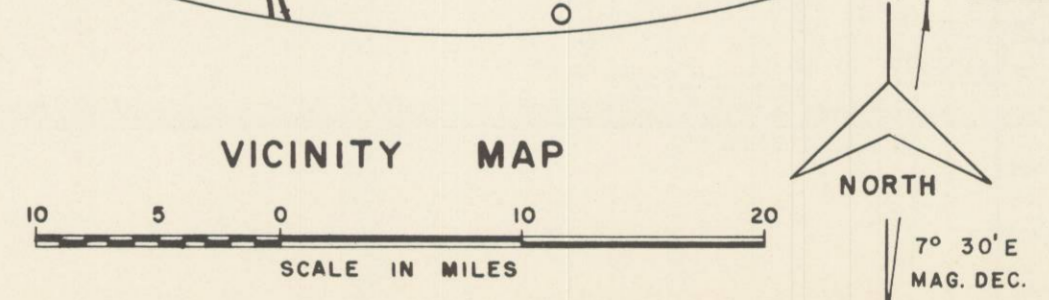 VICINITY MAP
10 5 0 10 20
SCALE IN MILES
NORTH
7° 30' E
MAG. DEC.